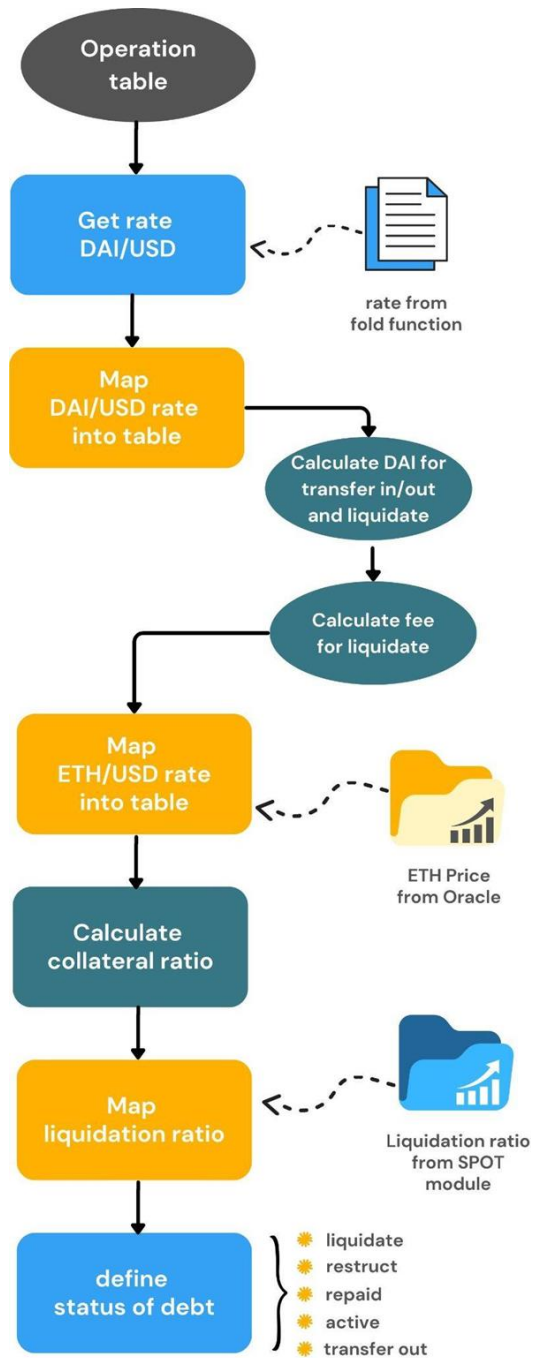 Operation
table
Get rate
DAI/USD
rate from
fold function
Map
DAI/USD rate
into table
Calculate DAI for
transfer in/out
and liquidate
Calculate fee
for liquidate
Map
ETH/USD rate
into table
ETH Price
from Oracle
Calculate
collateral ratio
Map
liquidation ratio
Liquidation ratio
from SPOT
module
define
status of debt
liquidate
restruct
repaid
active
transfer out